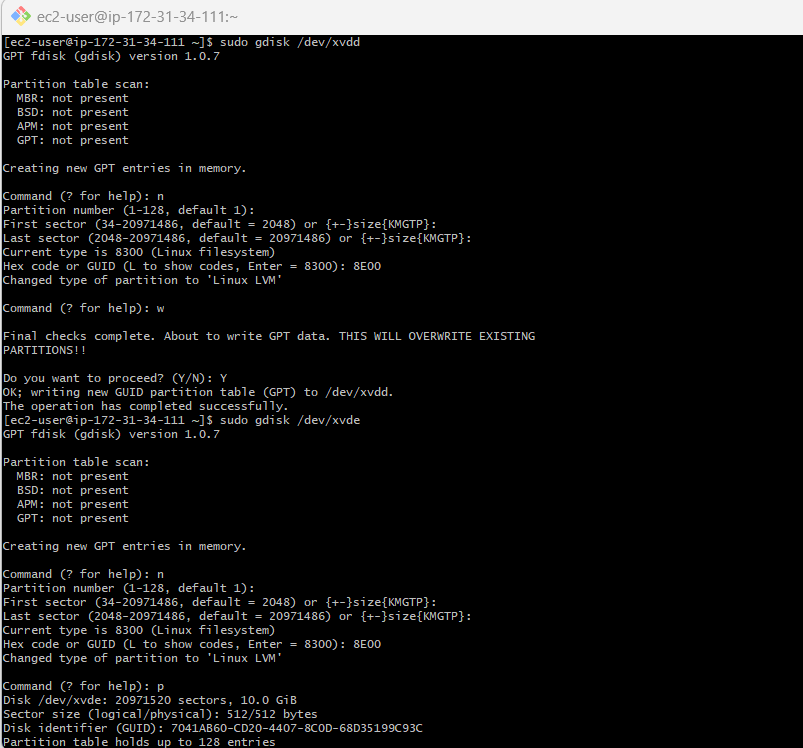 ec2-user@ip-172-31-34-111:~
[ec2-user@ip-172-31-34-111 ~]$ sudo gdisk /dev/xvdd
GPT fdisk (gdisk) version 1.0.7
Partition table scan:
MBR: not present
BSD: not present
APM: not present
GPT: not present
Creating new GPT entries in memory.
Command (? for help): n
Partition number (1-128, default 1):
First sector (34-20971486, default = 2048) or {+-}size{KMGTP}:
Last sector (2048-20971486, default = 20971486) or {+-}size{KMGTP}:
Current type is 8300 (Linux filesystem)
Hex code or GUID (L to show codes, Enter = 8300): 8E00
Changed type of partition to 'Linux LVM'
Command (? for help): w
Final checks complete. About to write GPT data. THIS WILL OVERWRITE EXISTING
PARTITIONS!!
Do you want to proceed? (Y/N): Y
OK; writing new GUID partition table (GPT) to /dev/xvdd.
The operation has completed successfully.
[ec2-user@ip-172-31-34-111 ~]$ sudo gdisk /dev/xvde
GPT fdisk (gdisk) version 1.0.7
Partition table scan:
MBR: not present
BSD: not present
APM: not present
GPT: not present
Creating new GPT entries in memory.
Command (? for help): n
Partition number (1-128, default 1):
First sector (34-20971486, default = 2048) or {+-}size{KMGTP}:
Last sector (2048-20971486, default = 20971486) or {+-}size{KMGTP}:
Current type is 8300 (Linux filesystem)
Hex code or GUID (L to show codes, Enter = 8300): 8E00
Changed type of partition to 'Linux LVM'
Command (? for help): p
Disk /dev/xvde: 20971520 sectors, 10.0 GiB
Sector size (logical/physical): 512/512 bytes
Disk identifier (GUID): 7041AB60-CD20-4407-8C0D-68D35199C93C
Partition table holds up to 128 entries